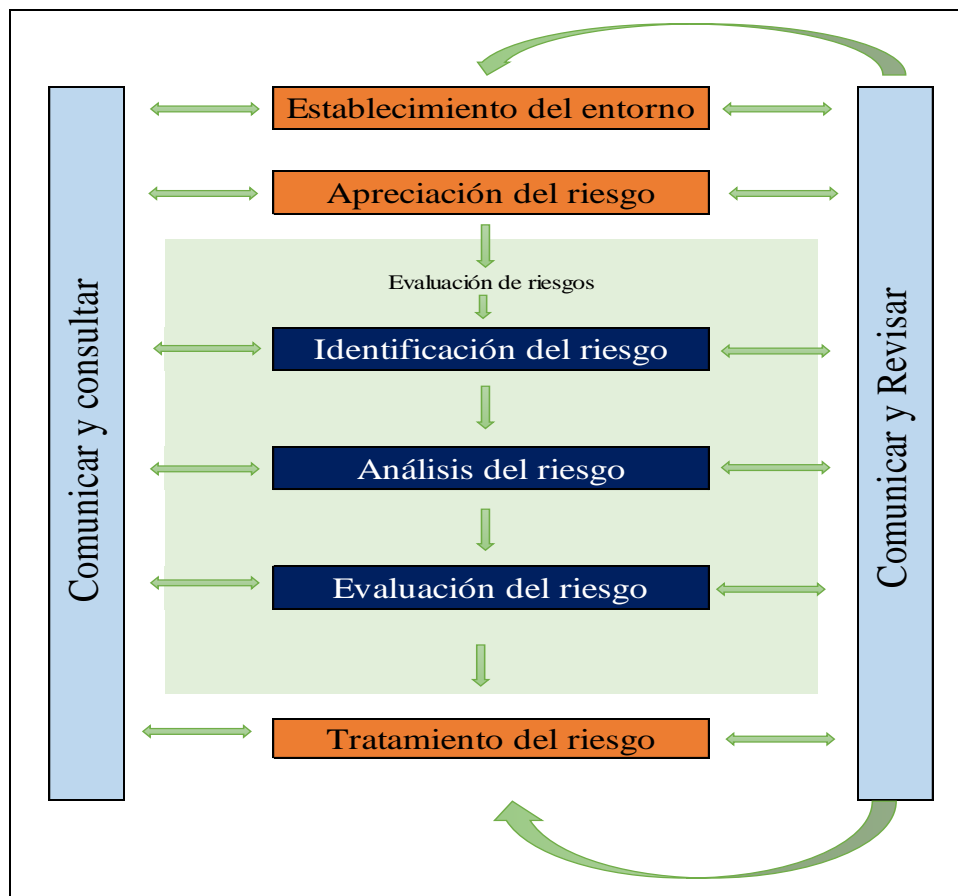 Establecimiento del entorno
Apreciación del riesgo
Evaluación de riesgos
Identificación del riesgo
Análisis del riesgo
Evaluación del riesgo
Tratamiento del riesgo
Comunicar y consultar
Comunicar y Revisar